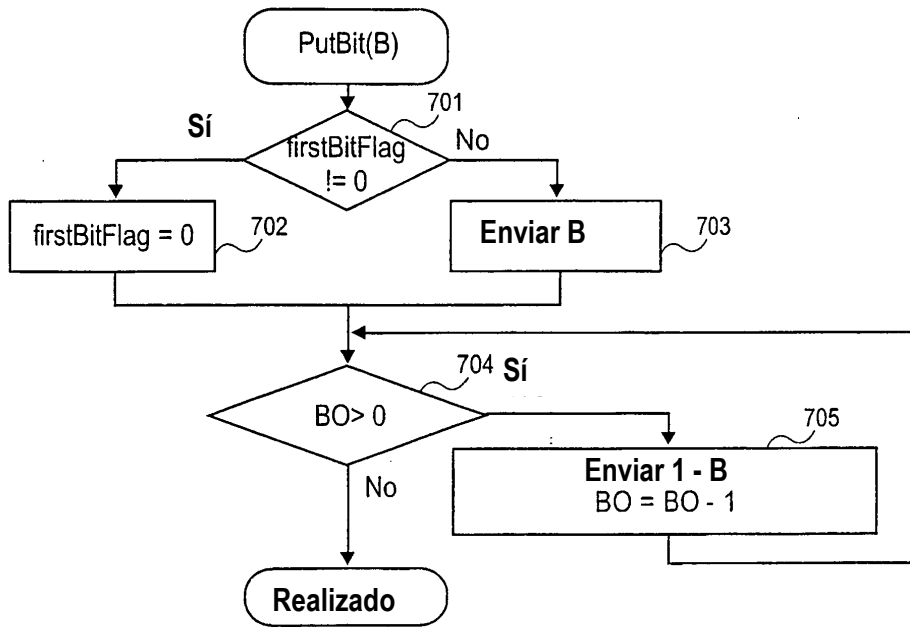 PutBit(B)
701
Sí
No
firstBitFlag
!= 0
firstBitFlag = 0
702
Enviar B
703
704
Sí
BO> 0
705
Enviar 1 - B
BO = BO - 1
No
Realizado